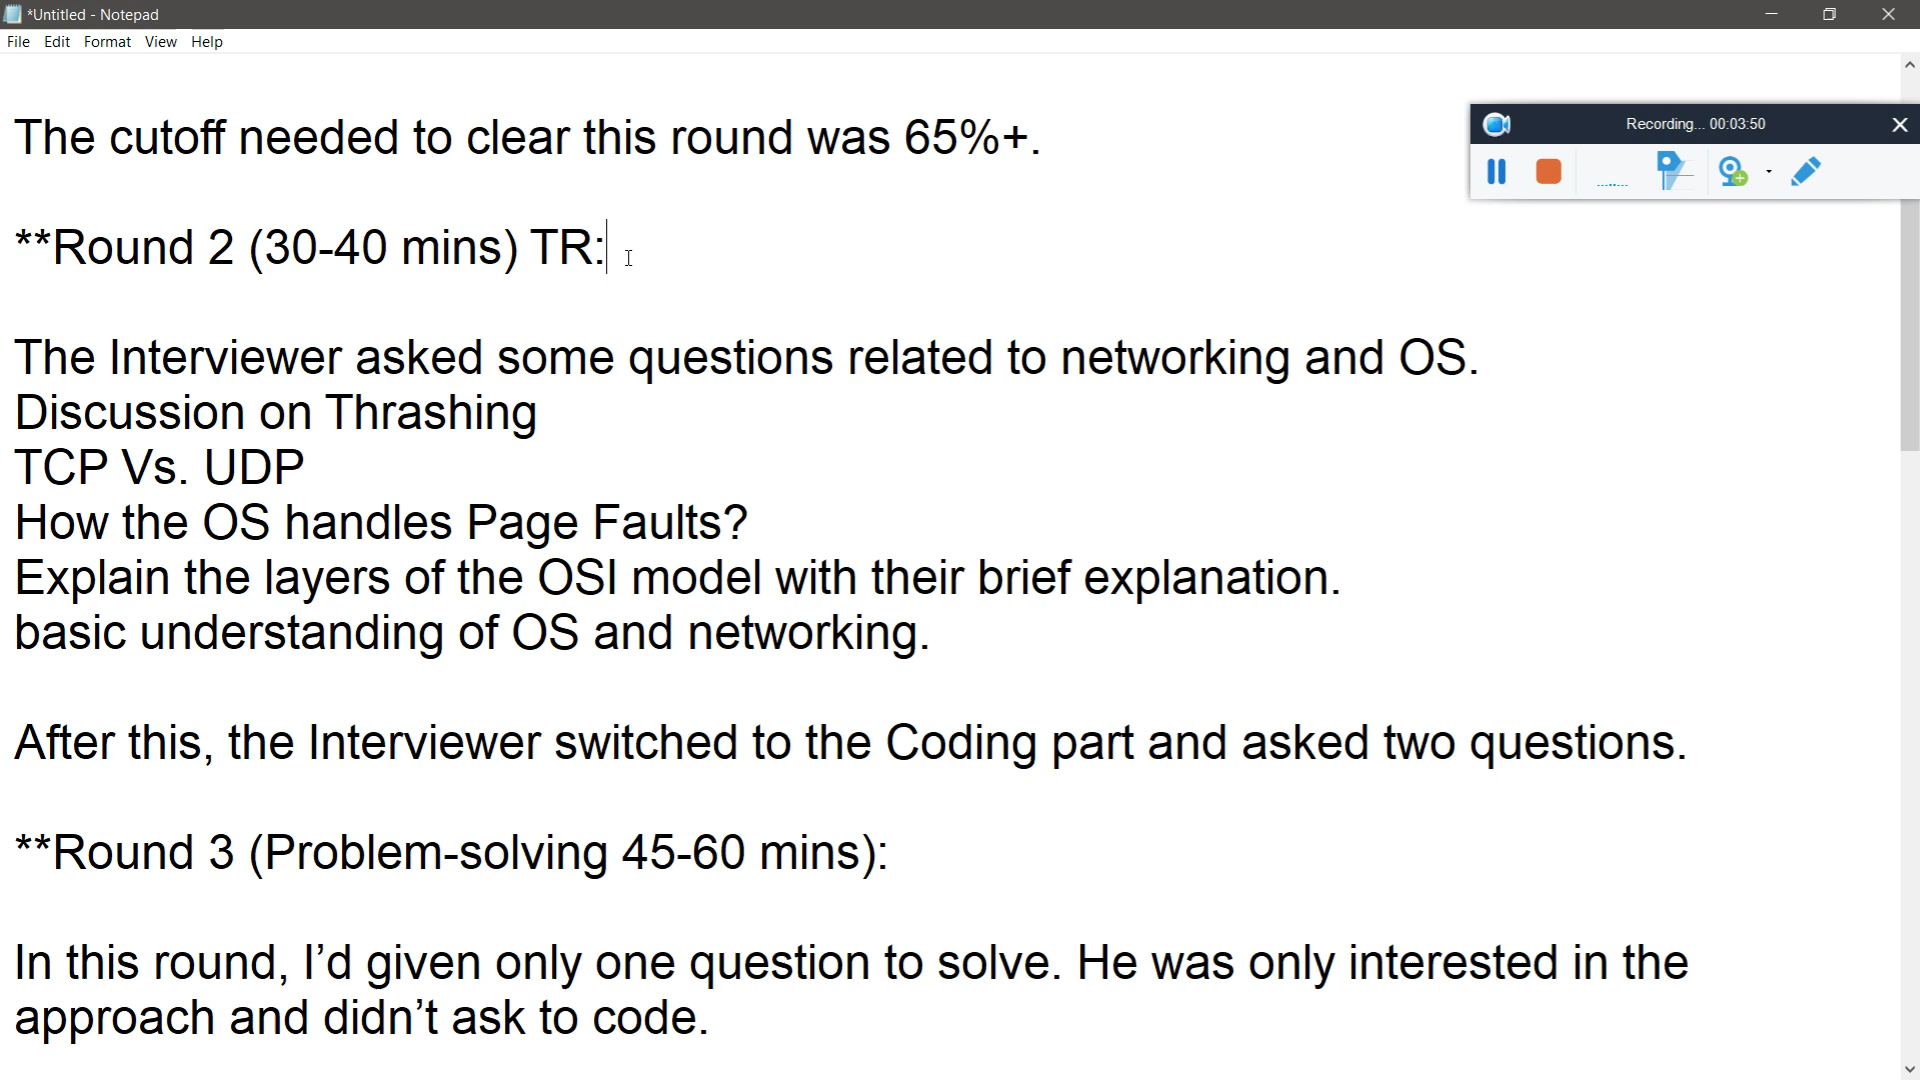 *Untitled - Notepad
File Edit Format View Help
Recording... 00:03:50
The cutoff needed to clear this round was 65%+.
**Round 2 (30-40 mins) TR:
The Interviewer asked some questions related to networking and OS.
Discussion on Thrashing
TCP Vs. UDP
How the OS handles Page Faults?
Explain the layers of the OSI model with their brief explanation.
basic understanding of OS and networking.
After this, the Interviewer switched to the Coding part and asked two questions.
**Round 3 (Problem-solving 45-60 mins):
In this round, I’d given only one question to solve. He was only interested in the
approach and didn’t ask to code.